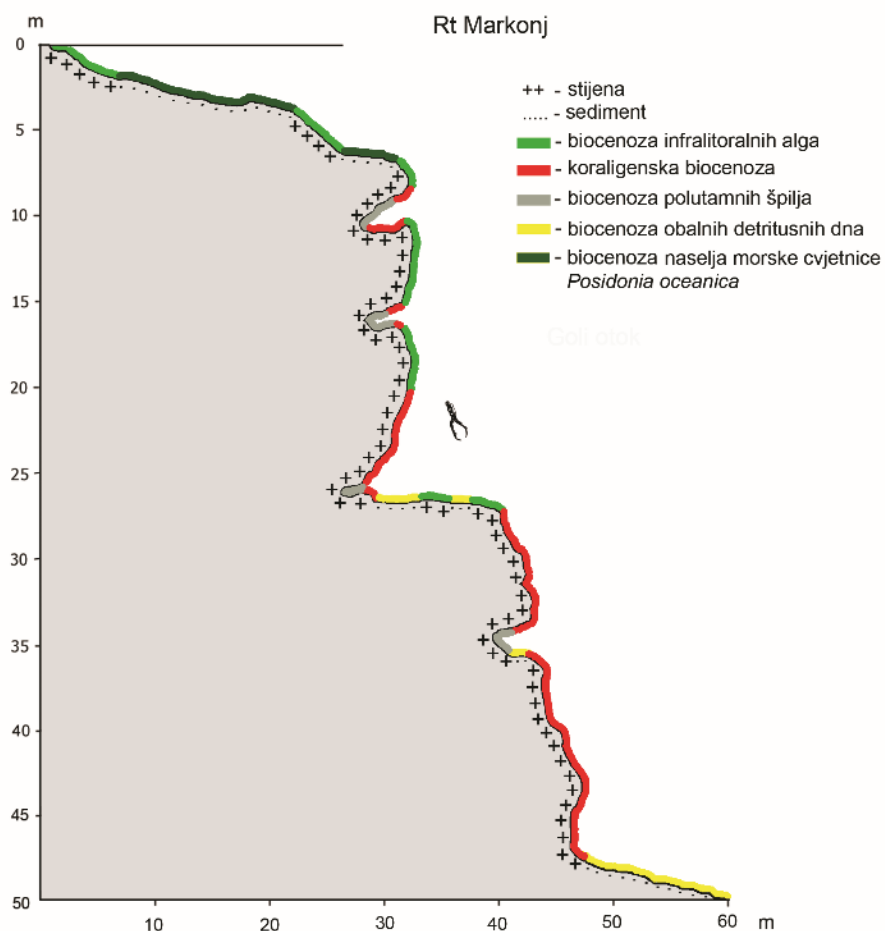 Rt Markonj
m
0
5
10
15
20
25
30
35
40
45
50
10
20
30
40
50
60
m
++ - stijena
..... - sediment
- biocenoza infralitoralnih alga
- koraligenska biocenoza
- biocenoza polutamnih špilja
- biocenoza obalnih detritusnih dna
- biocenoza naselja morske cvjetnice
Posidonia oceanica
Goli otok